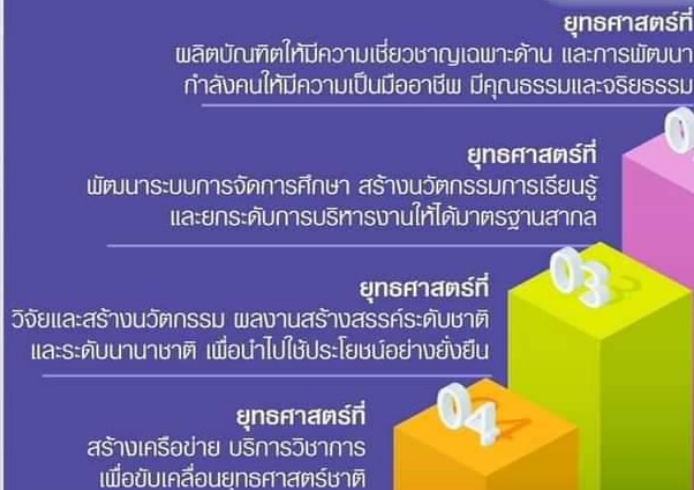 ยุทธศาสตร์ที่
ผลิตบัณฑิตให้มีความเชี่ยวชาญเฉพาะด้าน และการพัฒนา
กำลังคนให้มีความเป็นมืออาชีพ มีคุณธรรมและจริยธรรม
0
ยุทธศาสตร์ที่
พัฒนาระบบการจัดการศึกษา สร้างนวัตกรรมการเรียนรู้
และยกระดับการบริหารงานให้ได้มาตรฐานสากล
03
ยุทธศาสตร์ที่
วิจัยและสร้างนวัตกรรม ผลงานสร้างสรรค์ระดับชาติ
และระดับนานาชาติ เพื่อนำไปใช้ประโยชน์อย่างยั่งยืน
04
ยุทธศาสตร์ที่
สร้างเครือข่าย บริการวิชาการ
เพื่อขับเคลื่อนยุทธศาสตร์ชาติ